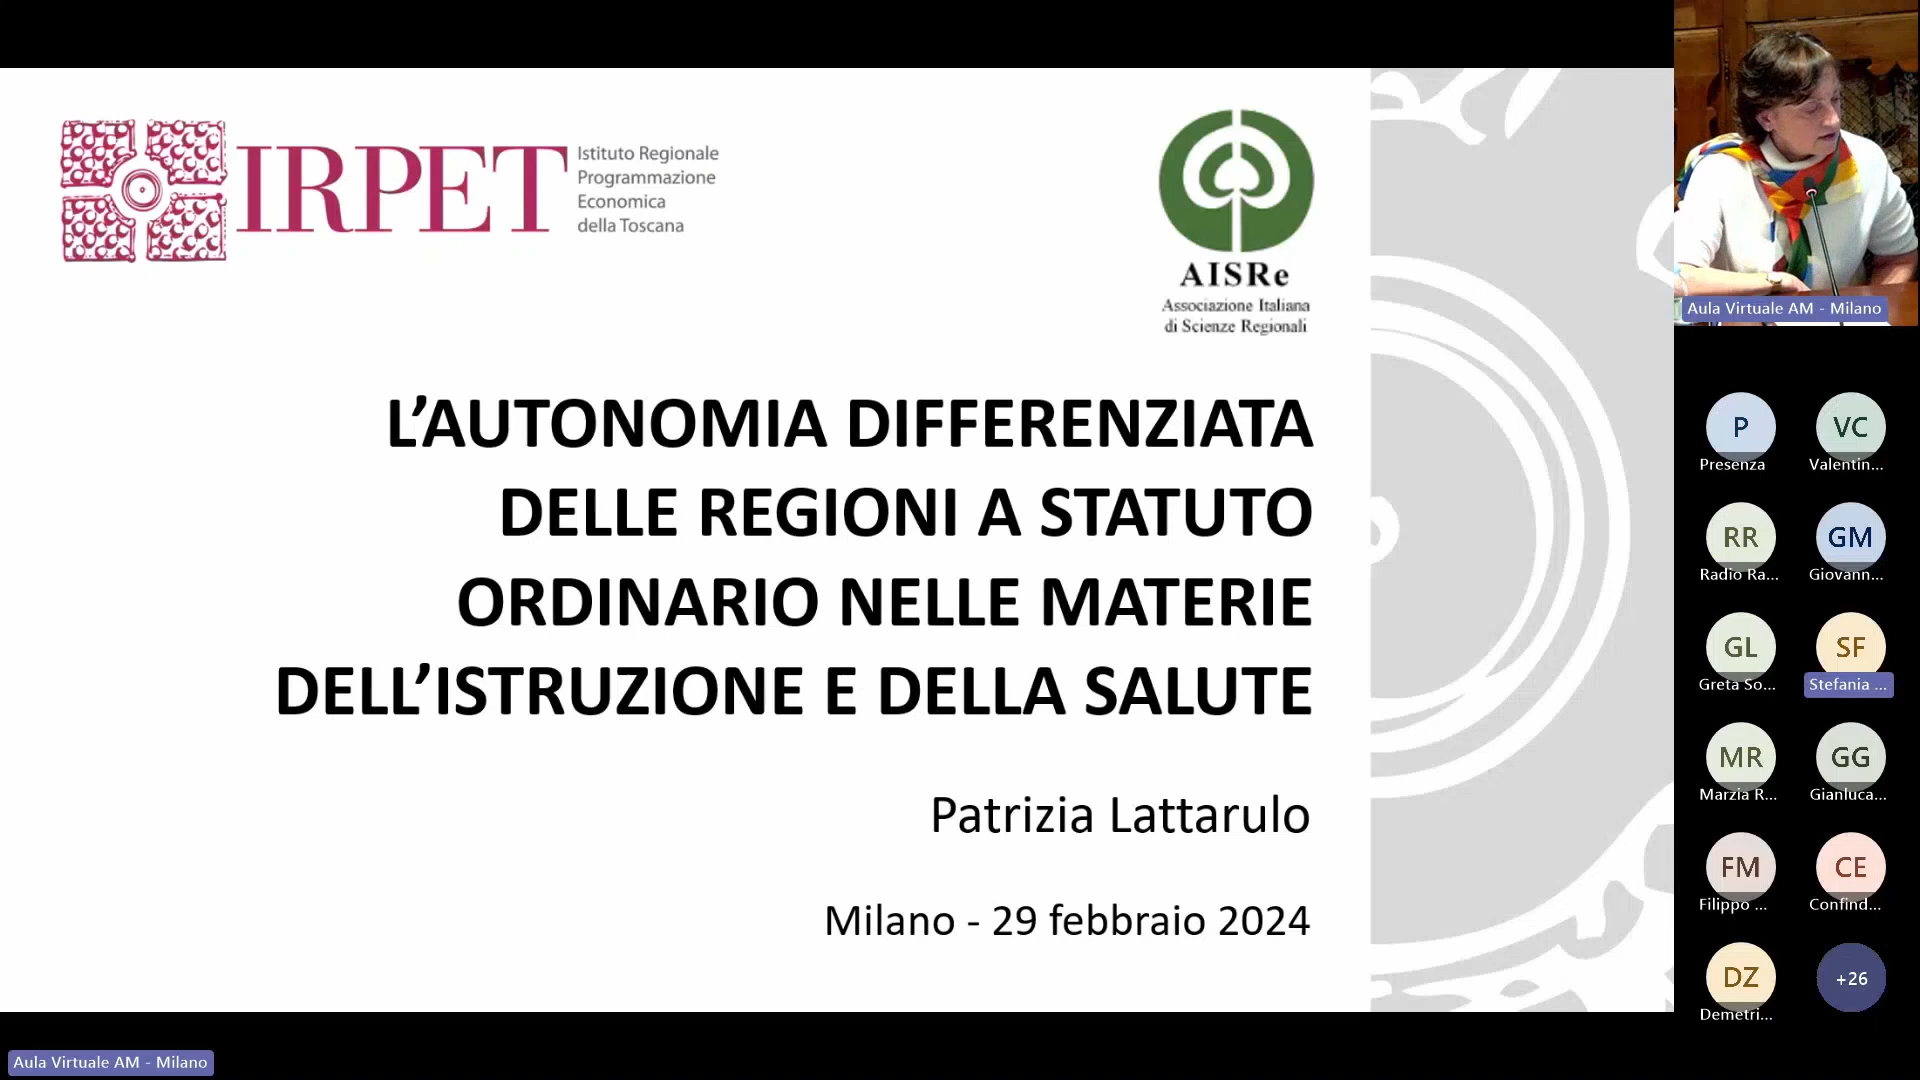 IRPET
Istituto Regionale
Programmazione
Economica
della Toscana
AISRe
Associazione Italiana
di Scienze Regionali
L’AUTONOMIA DIFFERENZIATA
DELLE REGIONI A STATUTO
ORDINARIO NELLE MATERIE
DELL’ISTRUZIONE E DELLA SALUTE
Patrizia Lattarulo
Milano - 29 febbraio 2024
Aula Virtuale AM - Milano
P
Presenza
VC
Valentin...
RR
Radio Ra...
GM
Giovann...
GL
Greta So...
SF
Stefania ...
MR
Marzia R...
GG
Gianluca...
FM
Filippo ...
CE
Confind...
DZ
Demetri...
+26
Aula Virtuale AM - Milano